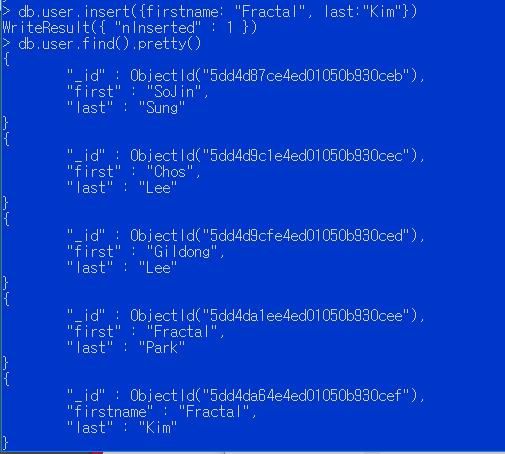 > db.user.insert({firstname: "Fractal", last:"Kim"})
WriteResult({ "nInserted" : 1 })
> db.user.find().pretty()
{
"_id" : ObjectId("5dd4d87ce4ed01050b930ceb"),
"first" : "SoJin",
"last" : "Sung"
}
{
"_id" : ObjectId("5dd4d9c1e4ed01050b930cec"),
"first" : "Chos",
"last" : "Lee"
}
{
"_id" : ObjectId("5dd4d9cfe4ed01050b930ced"),
"first" : "Gildong",
"last" : "Lee"
}
{
"_id" : ObjectId("5dd4da1ee4ed01050b930cee"),
"first" : "Fractal",
"last" : "Park"
}
{
"_id" : ObjectId("5dd4da64e4ed01050b930cef"),
"firstname" : "Fractal",
"last" : "Kim"
}